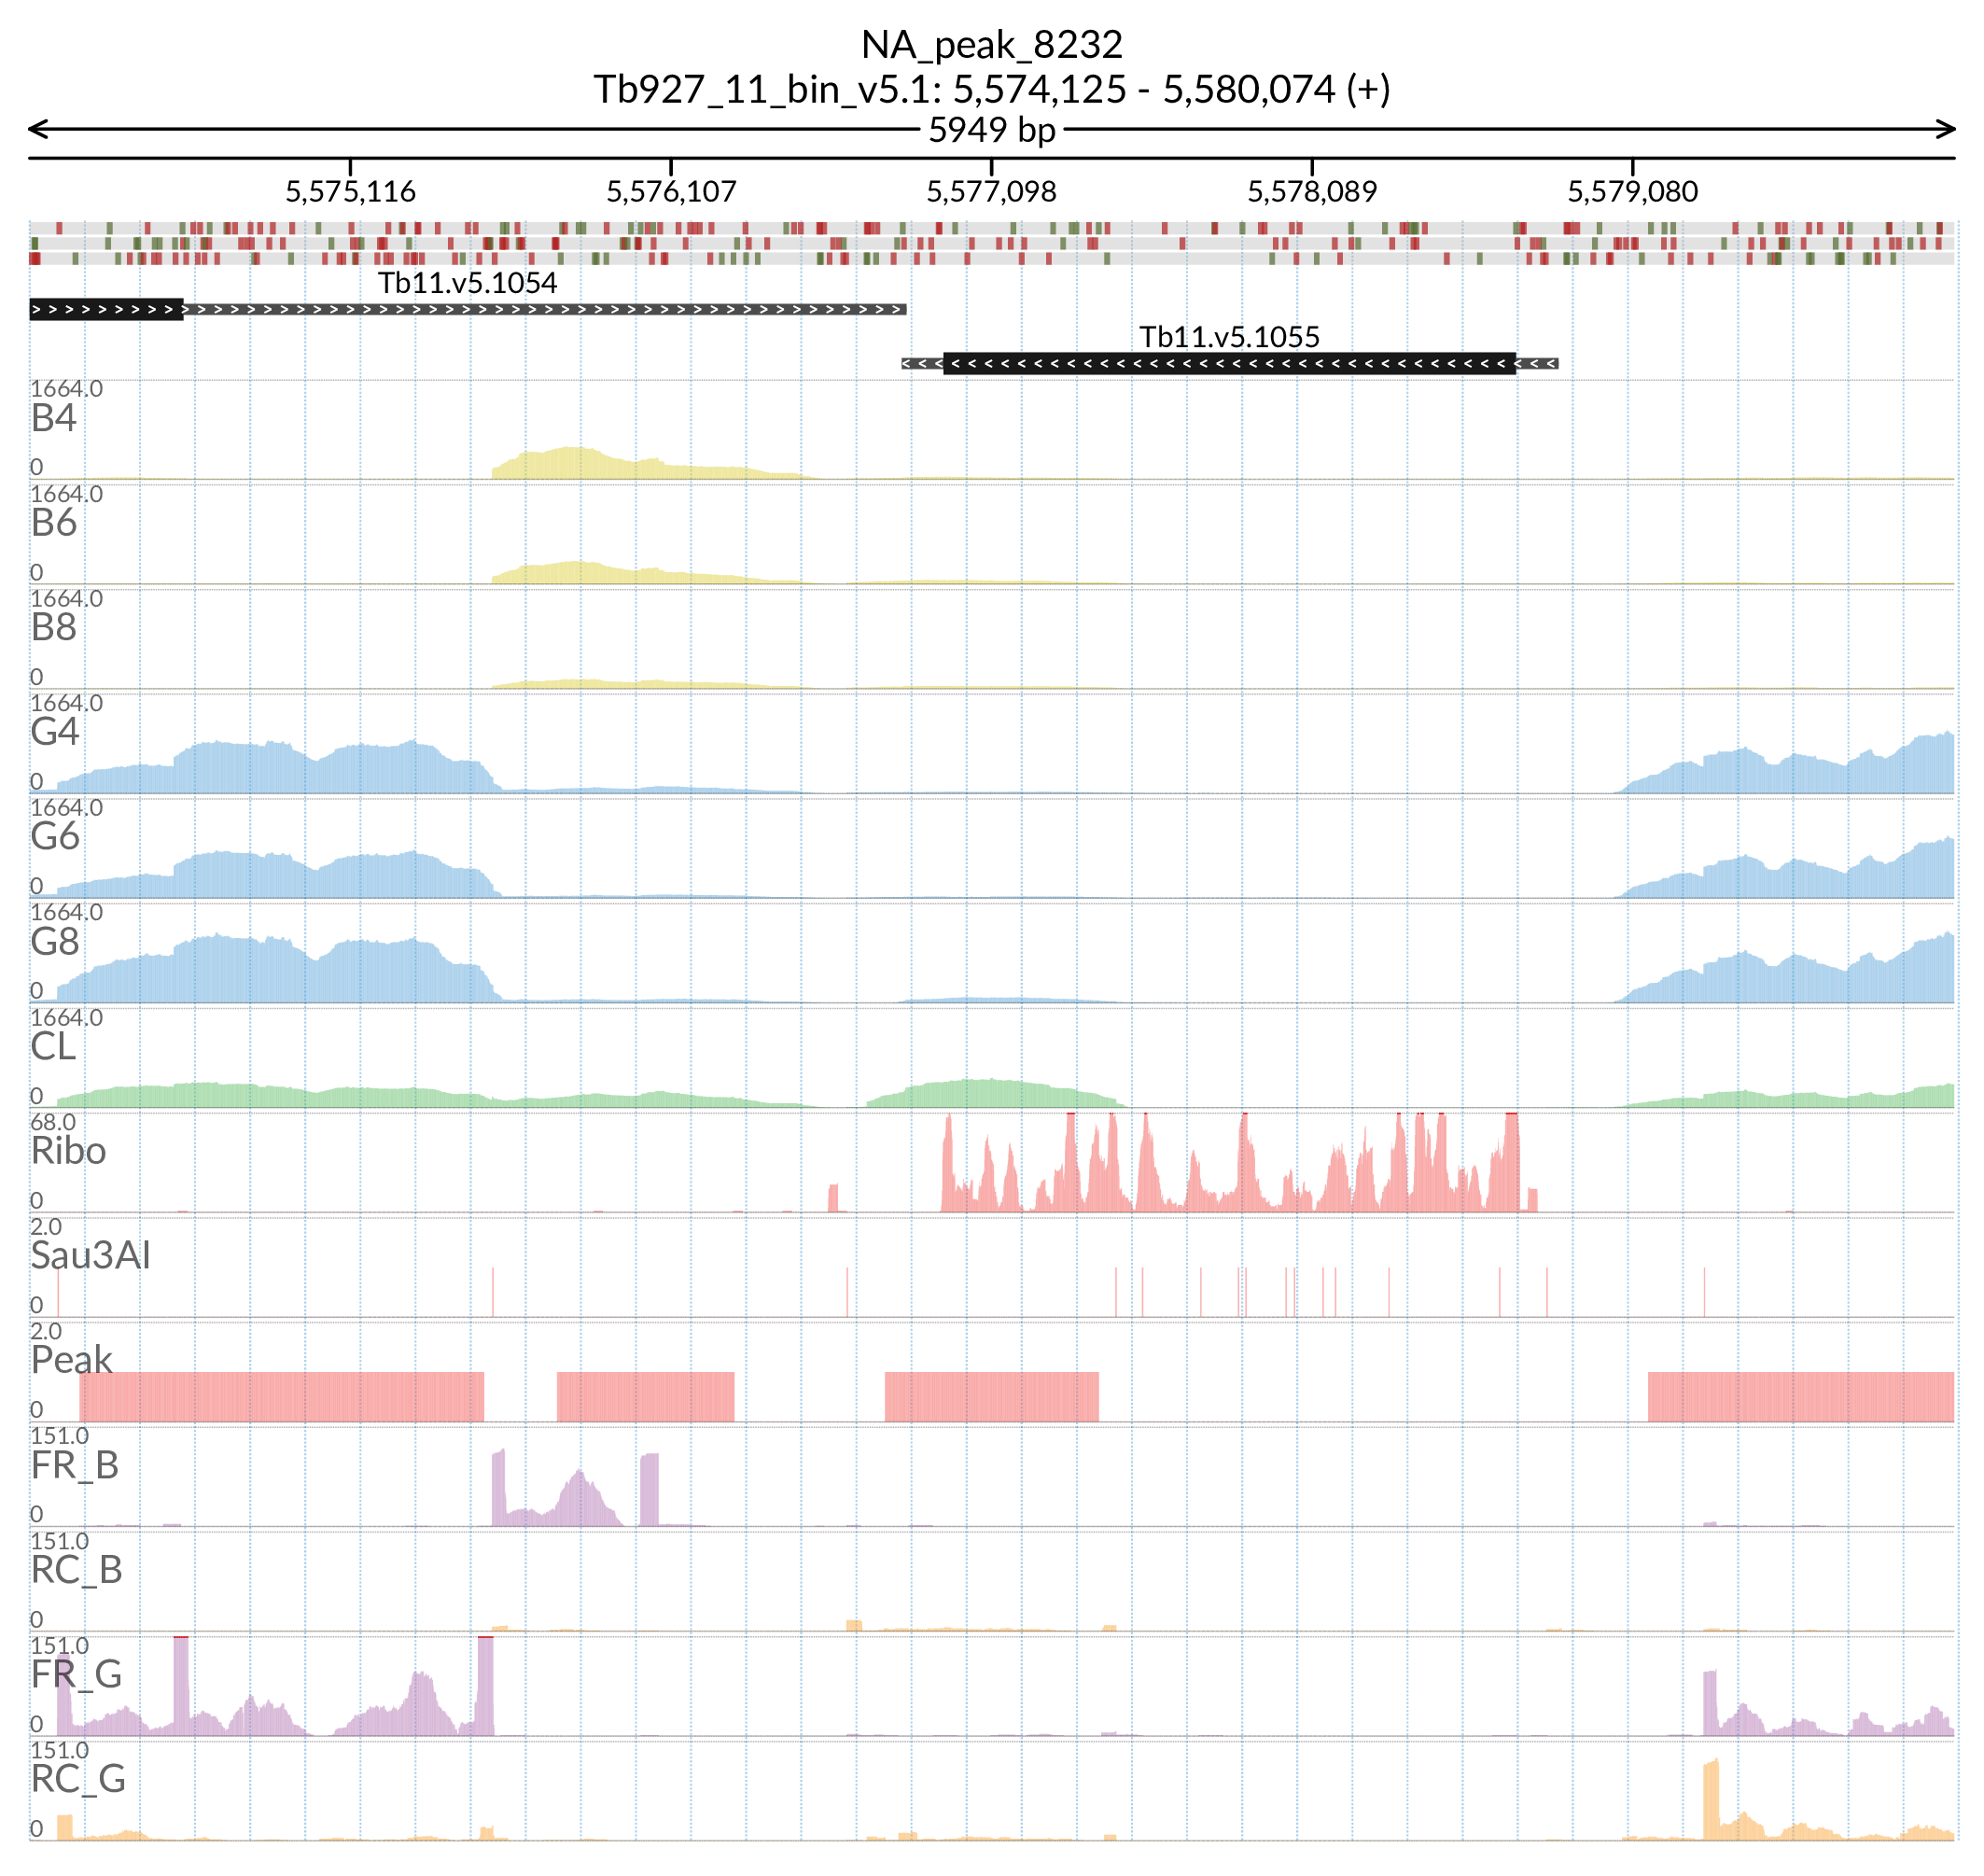 NA_peak_8232
Tb927_11_bin_v5.1: 5,574,125 - 5,580,074 (+)
5949 bp
5,575,116 5,576,107 5,577,098 5,578,089 5,579,080
Tb11.v5.1054
Tb11.v5.1055
1664.0
B4
0
1664.0
B6
0
1664.0
B8
0
1664.0
G4
0
1664.0
G6
0
1664.0
G8
0
1664.0
CL
0
68.0
Ribo
0
2.0
Sau3AI
0
2.0
Peak
0
151.0
FR_B
0
151.0
RC_B
0
151.0
FR_G
0
151.0
RC_G
0